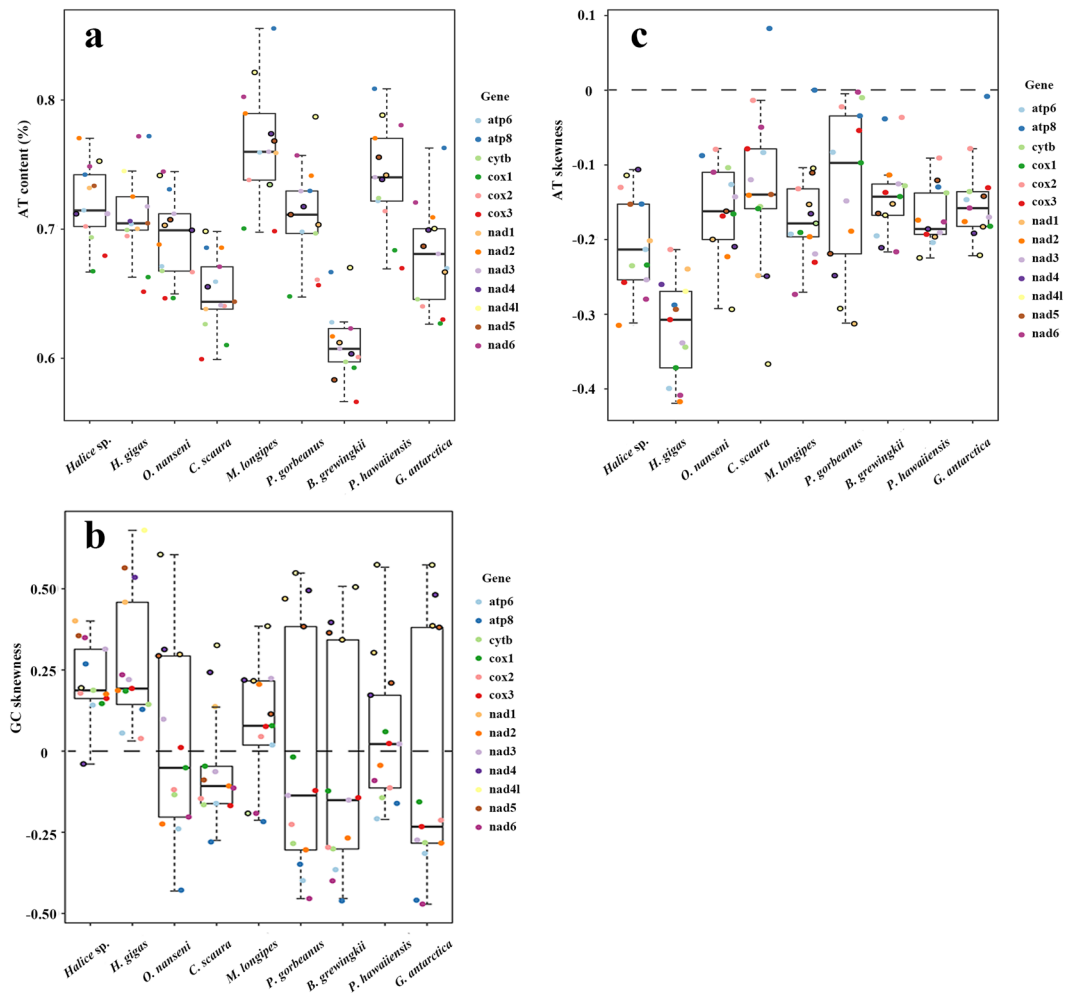 a
AT content (%)
0.8
0.7
0.6
Halice sp.
H. gigas
O. nanseni
C. scaura
M. longipes
P. gorbeanus
B. grewingkii
P. hawaiiensis
G. antarctica
Gene
atp6
atp8
cytb
cox1
cox2
cox3
nad1
nad2
nad3
nad4
nad4l
nad5
nad6
c
AT skewness
0.1
0
-0.1
-0.2
-0.3
-0.4
Halice sp.
H. gigas
O. nanseni
C. scaura
M. longipes
P. gorbeanus
B. grewingkii
P. hawaiiensis
G. antarctica
Gene
atp6
atp8
cytb
cox1
cox2
cox3
nad1
nad2
nad3
nad4
nad4l
nad5
nad6
b
GC sknewness
0.50
0.25
0
-0.25
-0.50
Halice sp.
H. gigas
O. nanseni
C. scaura
M. longipes
P. gorbeanus
B. grewingkii
P. hawaiiensis
G. antarctica
Gene
atp6
atp8
cytb
cox1
cox2
cox3
nad1
nad2
nad3
nad4
nad4l
nad5
nad6